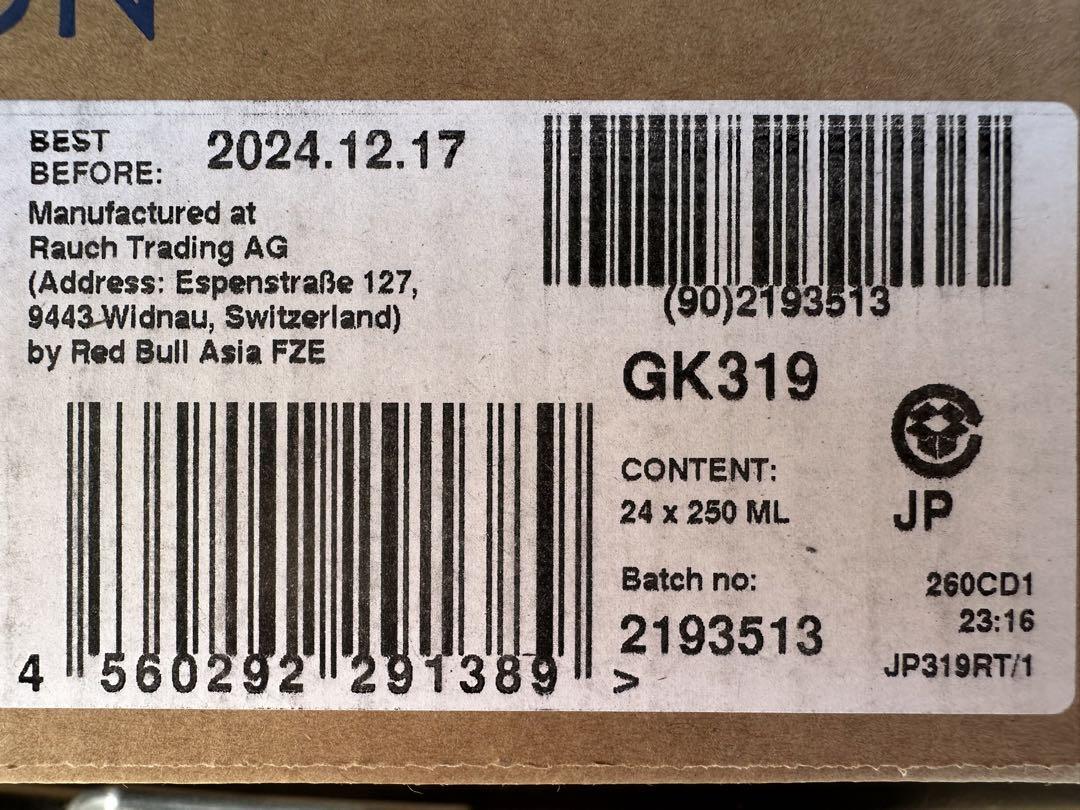 BEST
BEFORE: 2024.12.17
Manufactured at
Rauch Trading AG
(Address: Espenstraße 127,
9443 Widnau, Switzerland)
by Red Bull Asia FZE
4 560292 291389 >
(90)2193513
GK319
JP
CONTENT:
24 x 250 ML
Batch no:
2193513
260CD1
23:16
JP319RT/1